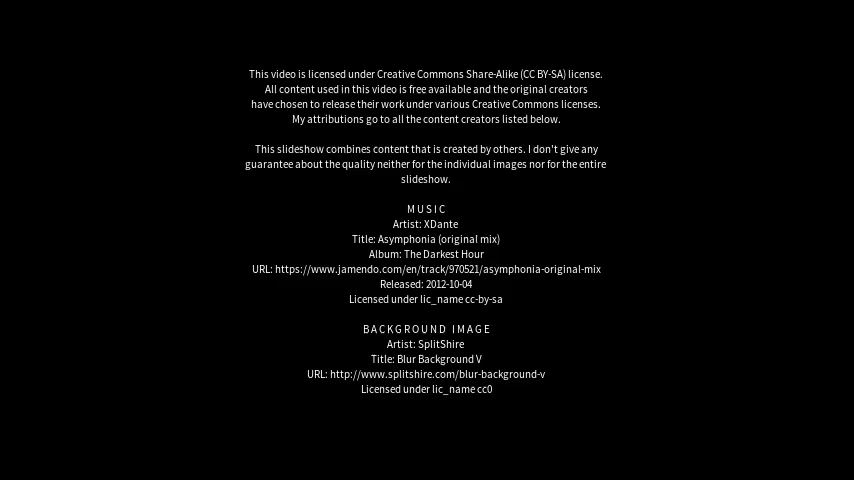 This video is licensed under Creative Commons Share-Alike (CC BY-SA) license.
All content used in this video is free available and the original creators
have chosen to release their work under various Creative Commons licenses.
My attributions go to all the content creators listed below.
This slideshow combines content that is created by others. I don't give any
guarantee about the quality neither for the individual images nor for the entire
slideshow.
MUSIC
Artist: XDante
Title: Asymphonia (original mix)
Album: The Darkest Hour
URL: https://www.jamendo.com/en/track/970521/asymphonia-original-mix
Released: 2012-10-04
Licensed under lic_name cc-by-sa
BACKGROUND IMAGE
Artist: SplitShire
Title: Blur Background V
URL: http://www.splitshire.com/blur-background-v
Licensed under lic_name cc0